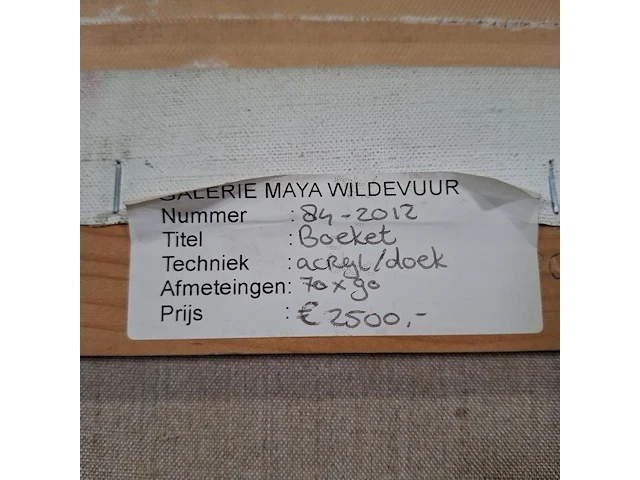 GALERIE MAYA WILDEVUUR
Nummer : 84-2012
Titel : Boeket
Techniek : acryl/doek
Afmeteingen: 70 x 90
Prijs : € 2500,-